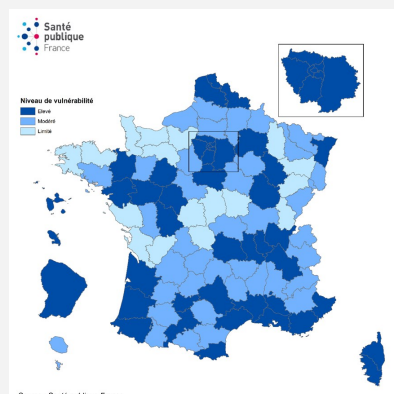 Santé
publique
France
Niveau de vulnérabilité
Elevé
Modéré
Limité